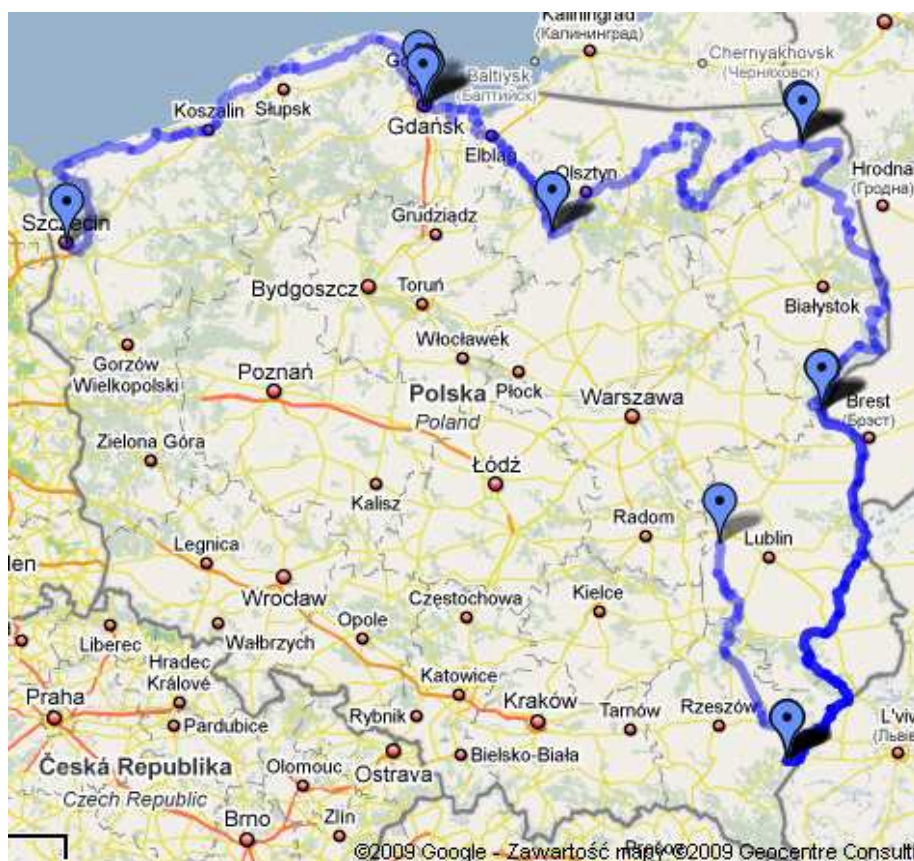 Kaliningrad
(Калининград)
Chernyakhovsk
(Черняховск)
Baltiysk
(Балтийск)
Koszalin
Słupsk
Gdańsk
Elbląg
Olsztyn
Hrodna
(Гродна)
Szczecin
Grudziądz
Bydgoszcz
Toruń
Białystok
Gorzów
Wielkopolski
Włocławek
Poznań
Płock
Polska
Poland
Warszawa
Brest
(Брэст)
Zielona Góra
Łódź
Kalisz
Radom
Lublin
Legnica
Wrocław
Częstochowa
Kielce
Opole
Wałbrzych
Liberec
Hradec
Králové
Katowice
Praha
Pardubice
Rybnik
Kraków
Tarnów
Rzeszów
L'viv
(Львів
Bielsko-Biała
Česká Republika
Czech Republic
Olomouc
Ostrava
Zlín
Brno
©2009 Google - Zawartość mapy ©2009 Geocentre Consult